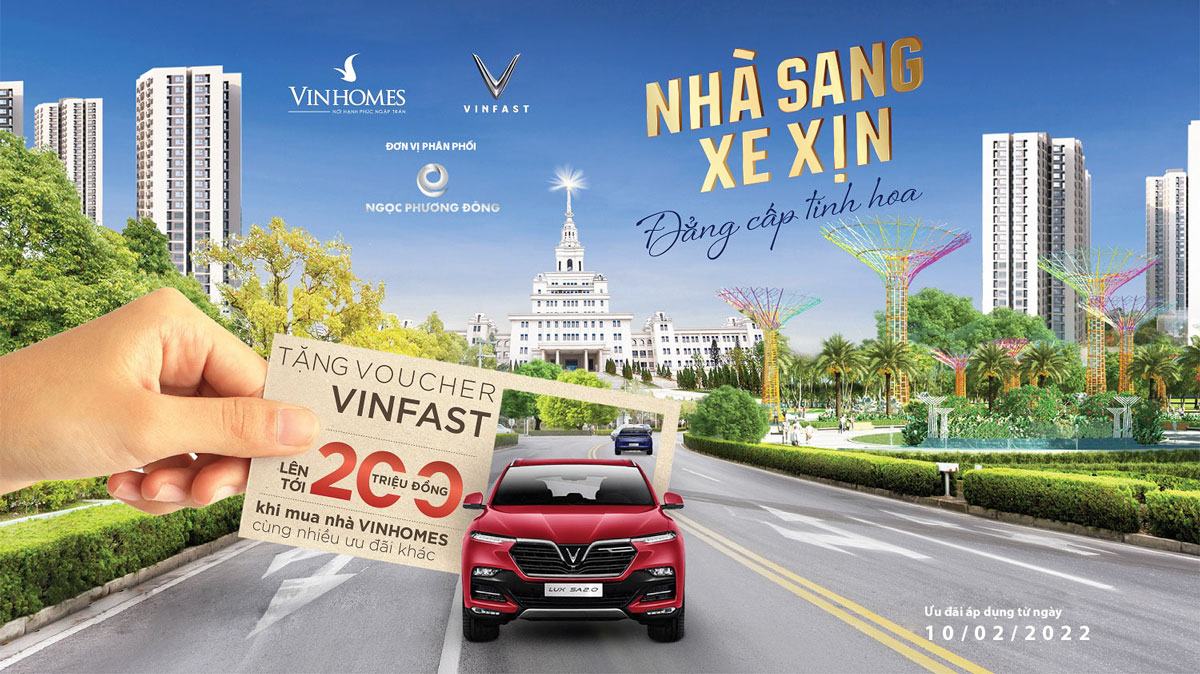 VINHOMES
NƠI HẠNH PHÚC NGẬP TRÀN
VINFAST
ĐƠN VỊ PHÂN PHỐI
NGỌC PHƯƠNG ĐÔNG
NHÀ SANG
XE XỊN
Đẳng cấp tinh hoa
TẶNG VOUCHER
VINFAST
LÊN TỚI 200 TRIỆU ĐỒNG
khi mua nhà VINHOMES
cùng nhiều ưu đãi khác
LUX SA2.0
Ưu đãi áp dụng từ ngày
10/02/2022